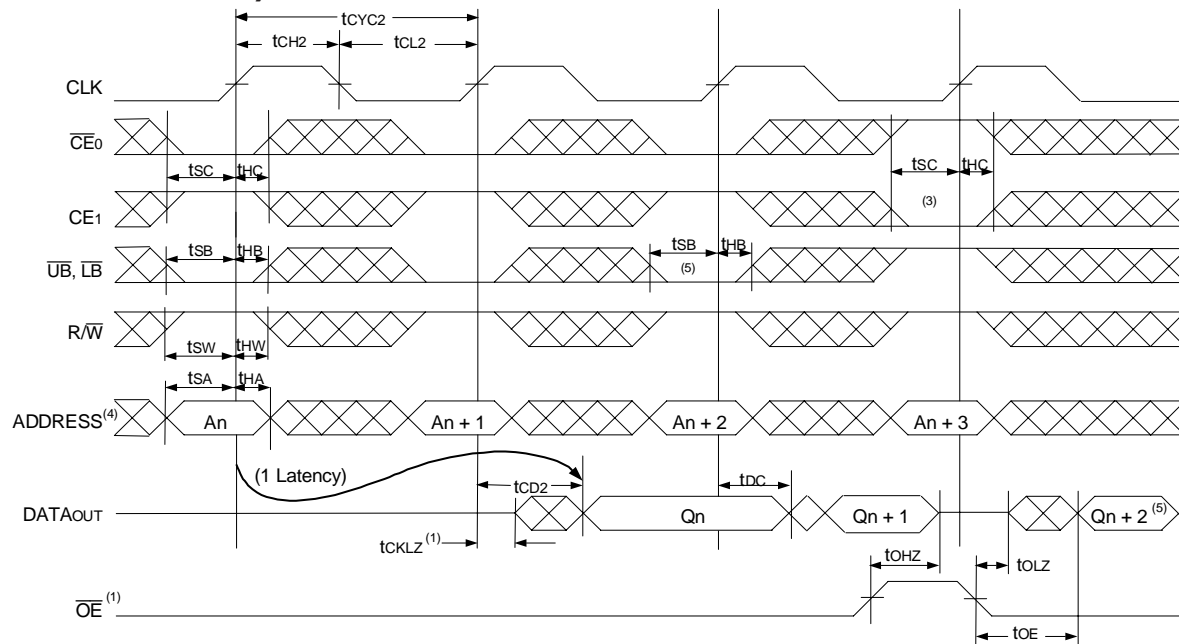 tCYC2
tCH2 tCL2
CLK
CE0
tSC tHC tSC tHC
(3)
CE1
tSB tHB tSB tHB
UB, LB (5)
R/W
tSW tHW
tSA tHA
ADDRESS(4) An An + 1 An + 2 An + 3
(1 Latency) tCD2 tDC
DATAOUT Qn Qn + 1 Qn + 2 (5)
tCKLZ (1)
tOHZ tOLZ
OE (1)
tOE